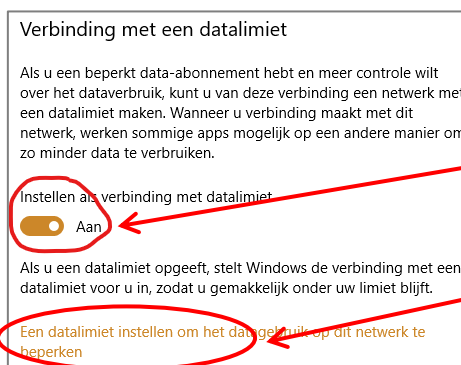 Verbinding met een datalimiet
Als u een beperkt data-abonnement hebt en meer controle wilt
over het dataverbruik, kunt u van deze verbinding een netwerk met
een datalimiet maken. Wanneer u verbinding maakt met dit
netwerk, werken sommige apps mogelijk op een andere manier om
zo minder data te verbruiken.
Instellen als verbinding met datalimiet
Aan
Als u een datalimiet opgeeft, stelt Windows de verbinding met een
datalimiet voor u in, zodat u gemakkelijk onder uw limiet blijft.
Een datalimiet instellen om het datagebruik op dit netwerk te
beperken